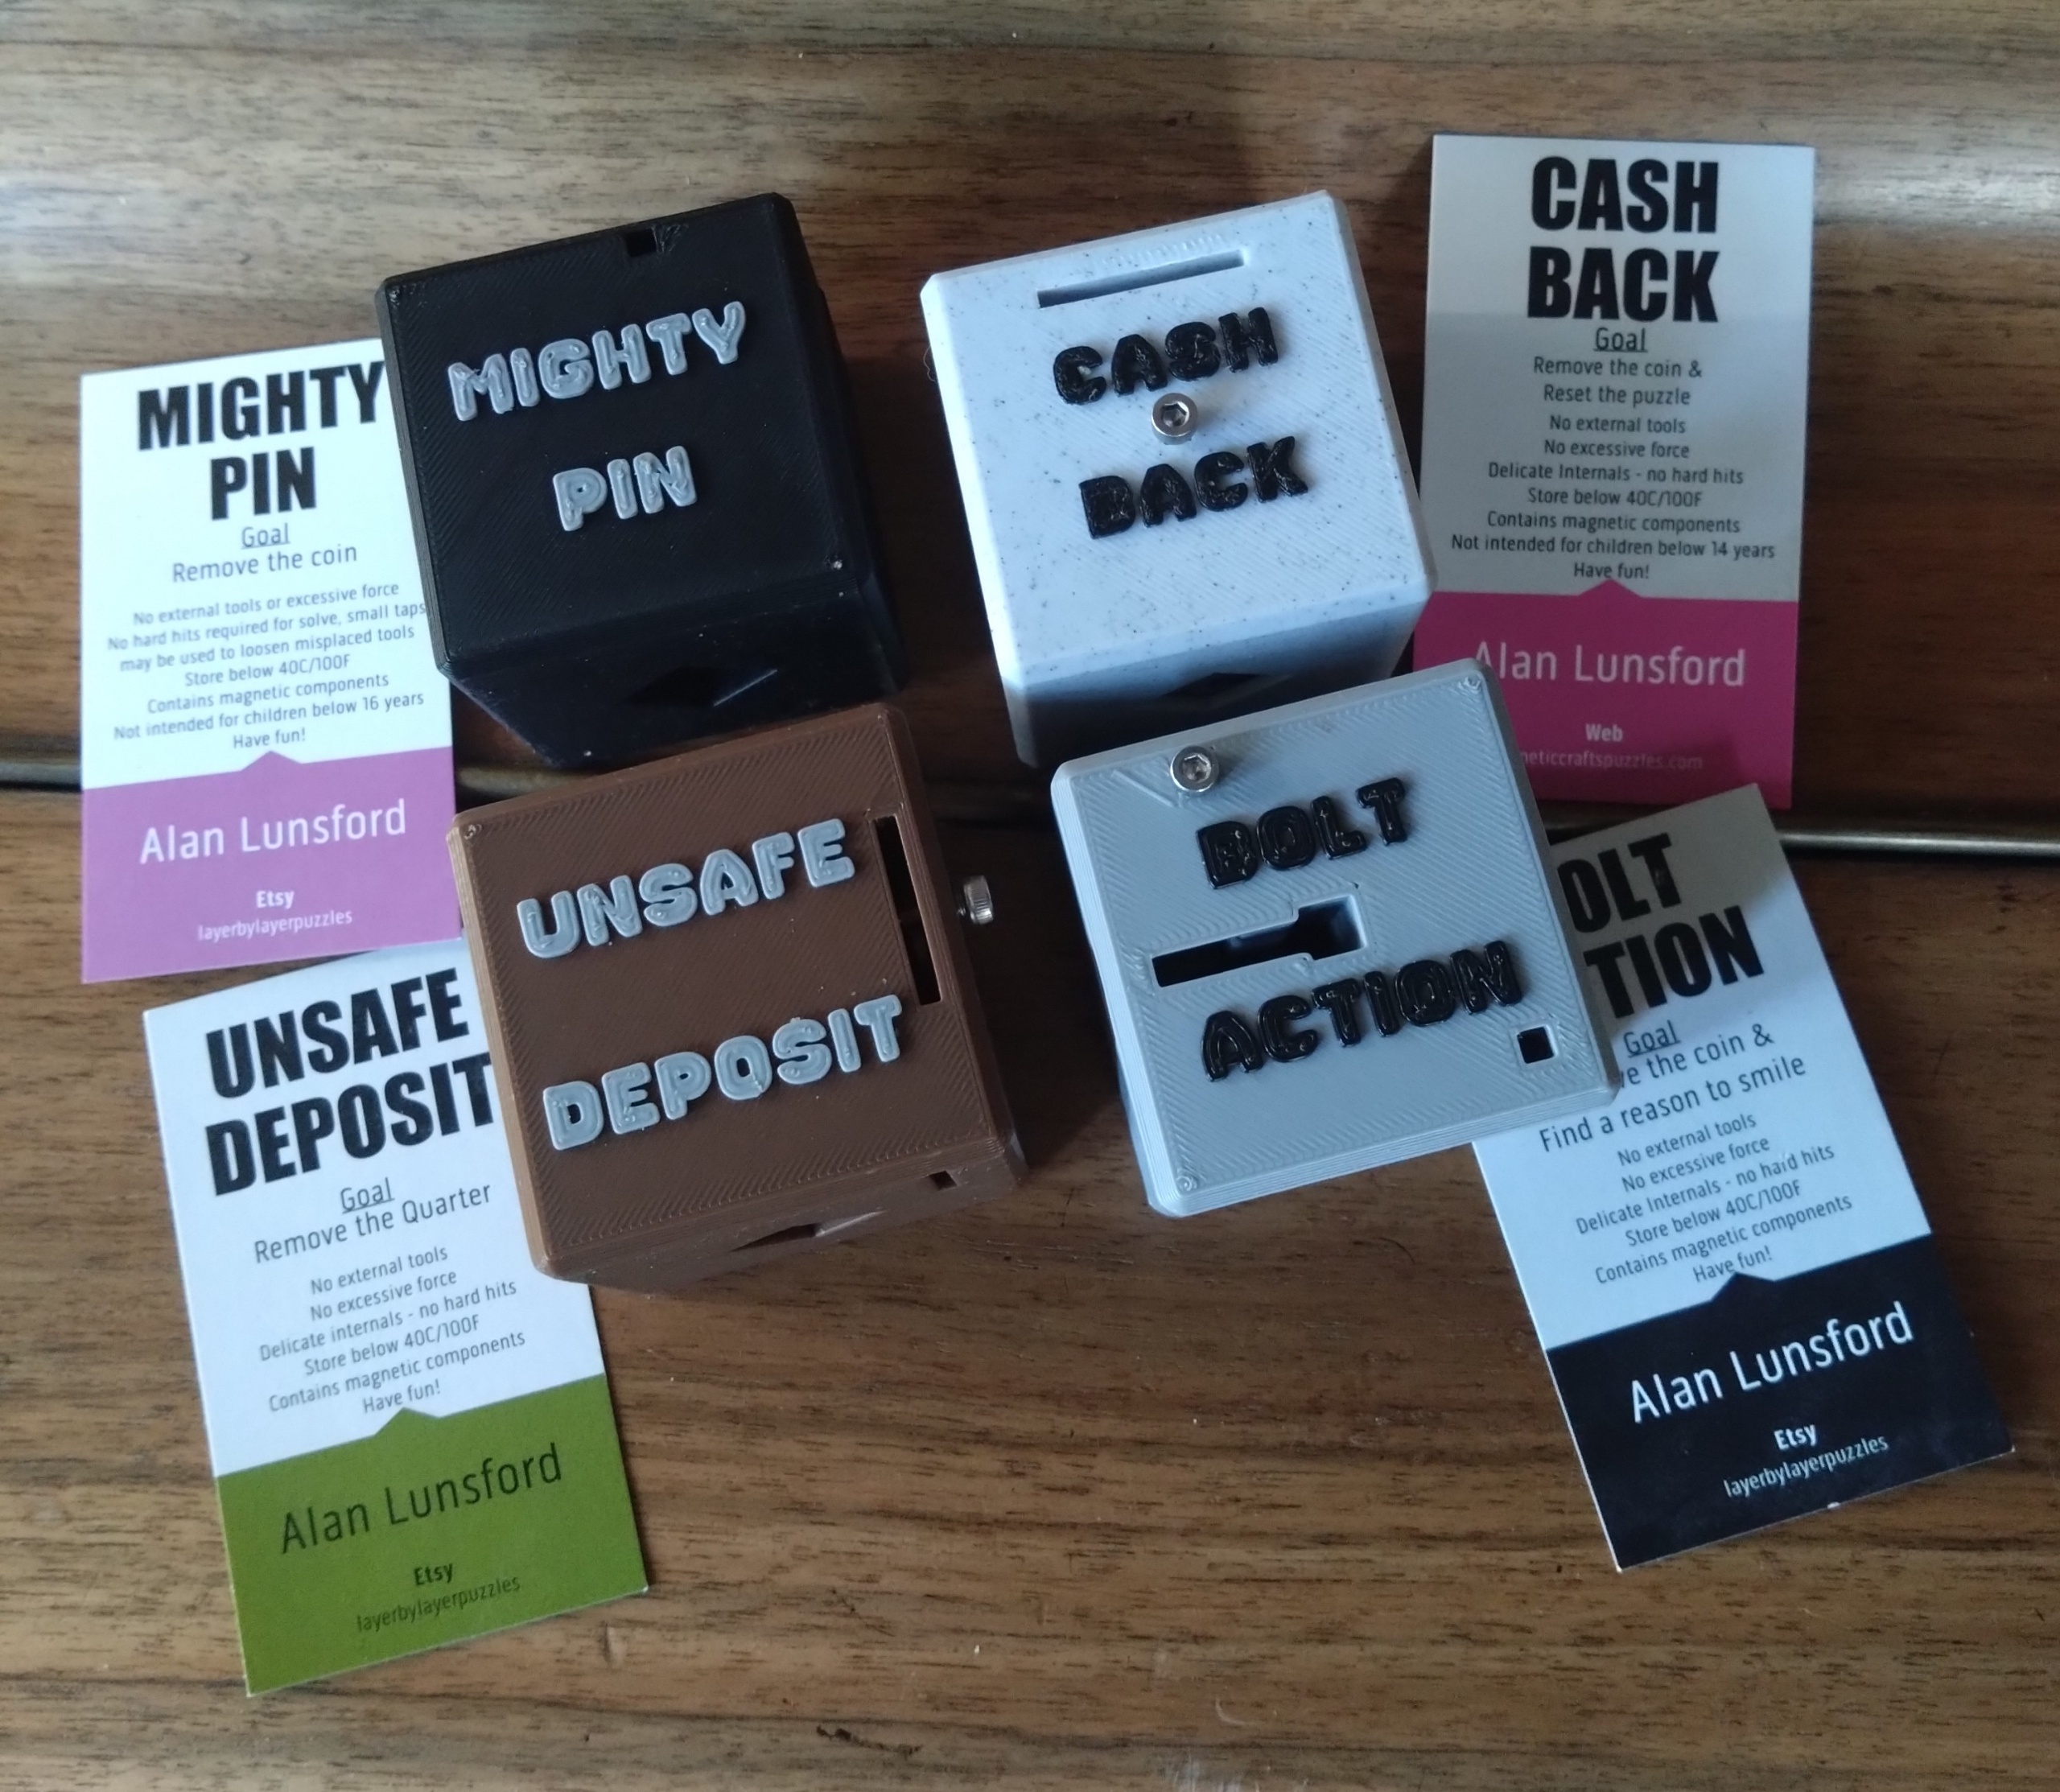 MIGHTY
PIN
Goal
Remove the coin
No external tools or excessive force
No hard hits required for solve, small taps
may be used to loosen misplaced tools
Store below 40C/100F
Contains magnetic components
Not intended for children below 16 years
Have fun!
Alan Lunsford
Etsy
layerbylayerpuzzles
MIGHTY
PIN
CASH
BACK
CASH
BACK
Goal
Remove the coin &
Reset the puzzle
No external tools
No excessive force
Delicate Internals - no hard hits
Store below 40C/100F
Contains magnetic components
Not intended for children below 14 years
Have fun!
Alan Lunsford
Web
neticcraftspuzzles.com
UNSAFE
DEPOSIT
Goal
Remove the Quarter
No external tools
No excessive force
Delicate internals - no hard hits
Store below 40C/100F
Contains magnetic components
Have fun!
Alan Lunsford
Etsy
layerbylayerpuzzles
UNSAFE
DEPOSIT
BOLT
ACTION
OLT
TION
Goal
ve the coin &
Find a reason to smile
No external tools
No excessive force
Delicate Internals - no hard hits
Store below 40C/100F
Contains magnetic components
Have fun!
Alan Lunsford
Etsy
layerbylayerpuzzles